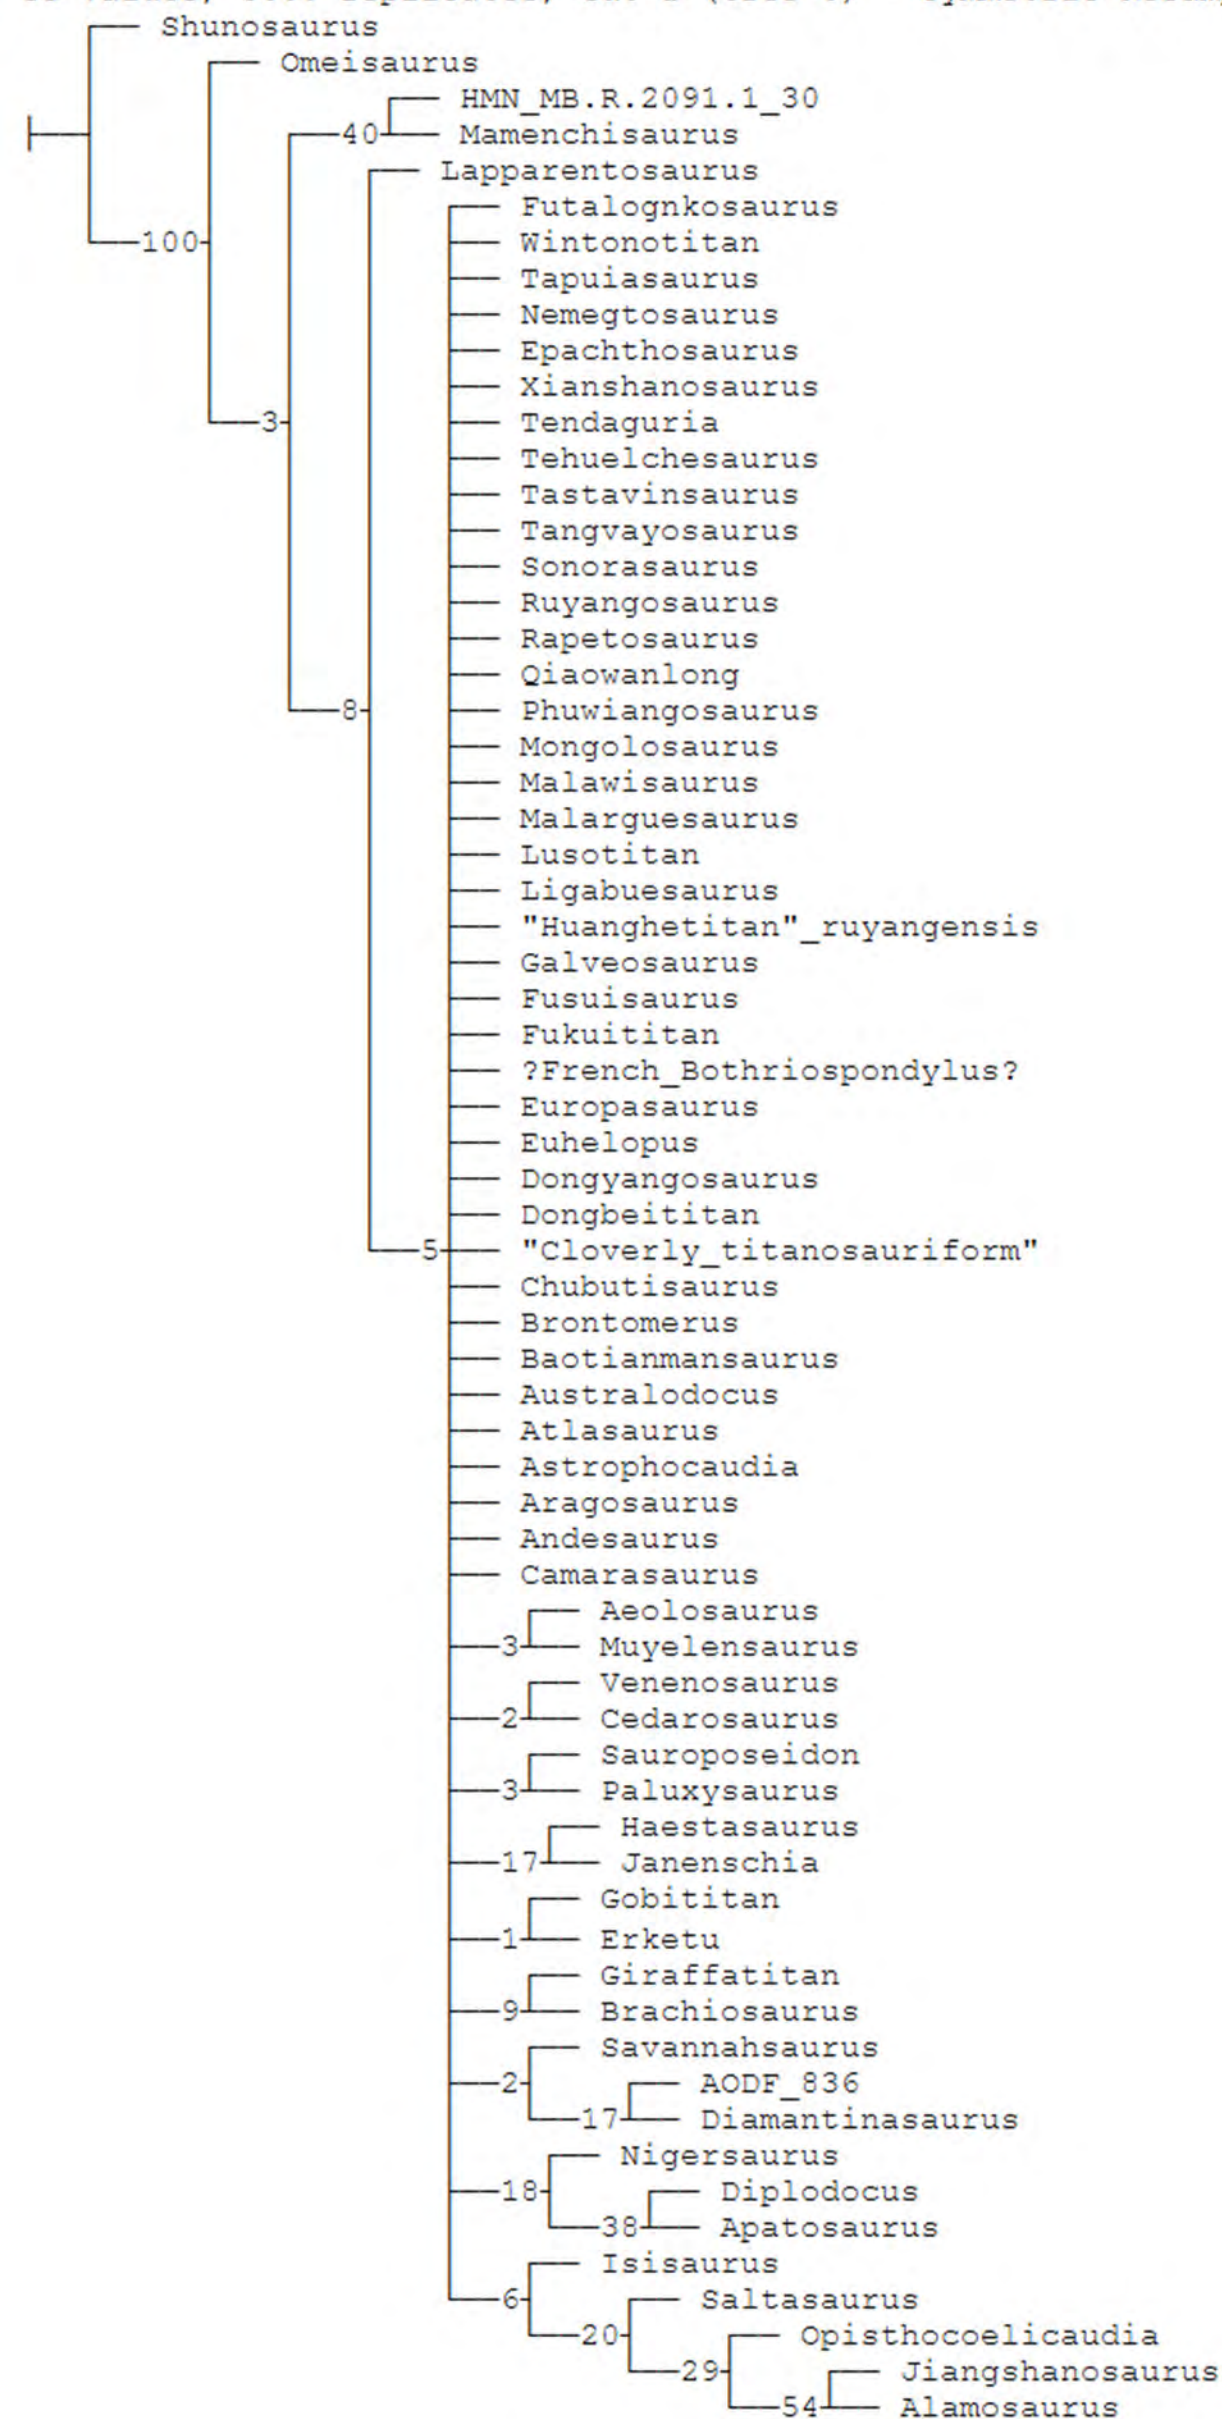 Shunosaurus
Omeisaurus
HMN_MB.R.2091.1_30
40 Mamenchisaurus
Lapparentosaurus
Futalognkosaurus
100 Wintonotitan
Tapuiasaurus
Nemegtosaurus
Epachthosaurus
Xianshanosaurus
3 Tendaguria
Tehuelchesaurus
Tastavinsaurus
Tangvayosaurus
Sonorasaurus
Ruyangosaurus
Rapetosaurus
Qiaowanlong
8 Phuwiangosaurus
Mongolosaurus
Malawisaurus
Malarguesaurus
Lusotitan
Ligabuesaurus
"Huanghetitan"_ruyangensis
Galveosaurus
Fusuisaurus
Fukuititan
?French_Bothriospondylus?
Europasaurus
Euhelopus
Dongyangosaurus
Dongbeititan
5 "Cloverly_titanosauriform"
Chubutisaurus
Brontomerus
Baotianmansaurus
Australodocus
Atlasaurus
Astrophocaudia
Aragosaurus
Andesaurus
Camarasaurus
Aeolosaurus
3 Muyelensaurus
Venenosaurus
2 Cedarosaurus
Sauroposeidon
3 Paluxysaurus
Haestasaurus
17 Janenschia
Gobititan
1 Erketu
Giraffatitan
9 Brachiosaurus
Savannahsaurus
2 AODF_836
17 Diamantinasaurus
Nigersaurus
18 Diplodocus
38 Apatosaurus
Isisaurus
6 Saltasaurus
20 Opisthocoelicaudia
29 Jiangshanosaurus
54 Alamosaurus